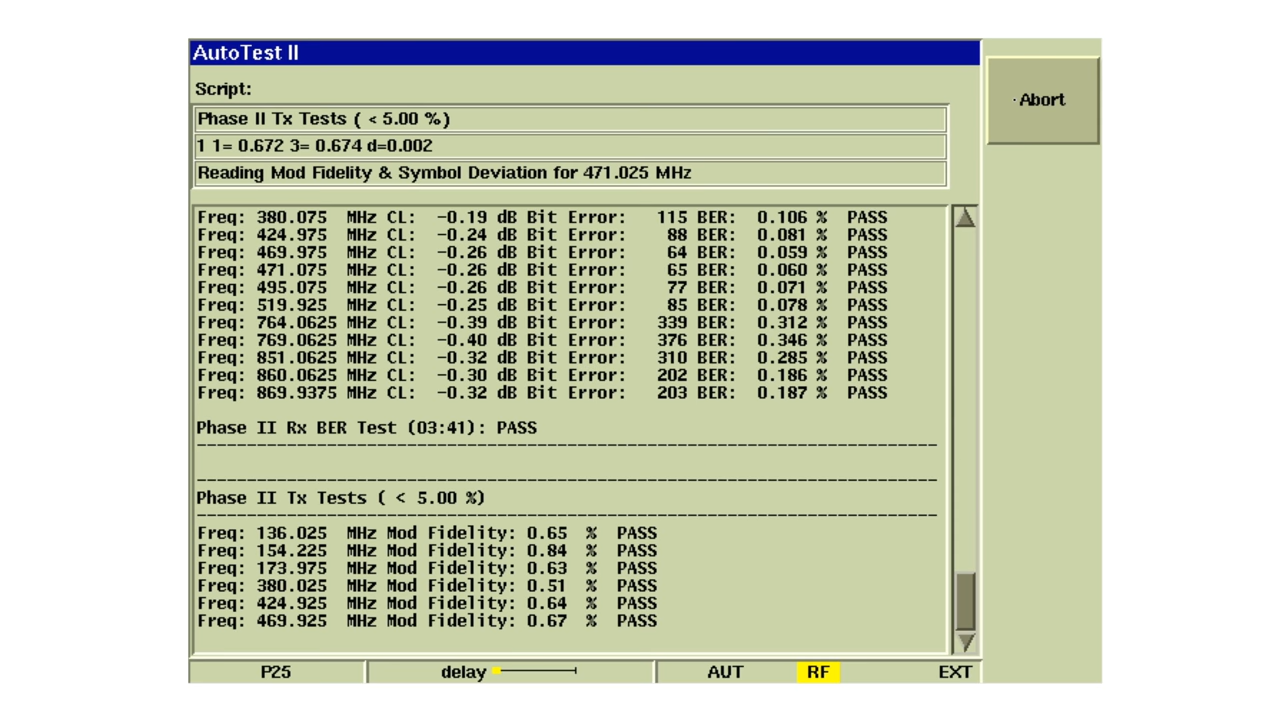 AutoTest II
Script:
Phase II Tx Tests ( < 5.00 %)
1 1= 0.672 3= 0.674 d=0.002
Reading Mod Fidelity & Symbol Deviation for 471.025 MHz
Abort
Freq: 380.075 MHz CL: -0.19 dB Bit Error: 115 BER: 0.106 % PASS
Freq: 424.975 MHz CL: -0.24 dB Bit Error: 88 BER: 0.081 % PASS
Freq: 469.975 MHz CL: -0.26 dB Bit Error: 64 BER: 0.059 % PASS
Freq: 471.075 MHz CL: -0.26 dB Bit Error: 65 BER: 0.060 % PASS
Freq: 495.075 MHz CL: -0.26 dB Bit Error: 77 BER: 0.071 % PASS
Freq: 519.925 MHz CL: -0.25 dB Bit Error: 85 BER: 0.078 % PASS
Freq: 764.0625 MHz CL: -0.39 dB Bit Error: 339 BER: 0.312 % PASS
Freq: 769.0625 MHz CL: -0.40 dB Bit Error: 376 BER: 0.346 % PASS
Freq: 851.0625 MHz CL: -0.32 dB Bit Error: 310 BER: 0.285 % PASS
Freq: 860.0625 MHz CL: -0.30 dB Bit Error: 202 BER: 0.186 % PASS
Freq: 869.9375 MHz CL: -0.32 dB Bit Error: 203 BER: 0.187 % PASS
Phase II Rx BER Test (03:41): PASS
Phase II Tx Tests ( < 5.00 %)
Freq: 136.025 MHz Mod Fidelity: 0.65 % PASS
Freq: 154.225 MHz Mod Fidelity: 0.84 % PASS
Freq: 173.975 MHz Mod Fidelity: 0.63 % PASS
Freq: 380.025 MHz Mod Fidelity: 0.51 % PASS
Freq: 424.925 MHz Mod Fidelity: 0.64 % PASS
Freq: 469.925 MHz Mod Fidelity: 0.67 % PASS
P25 delay AUT RF EXT